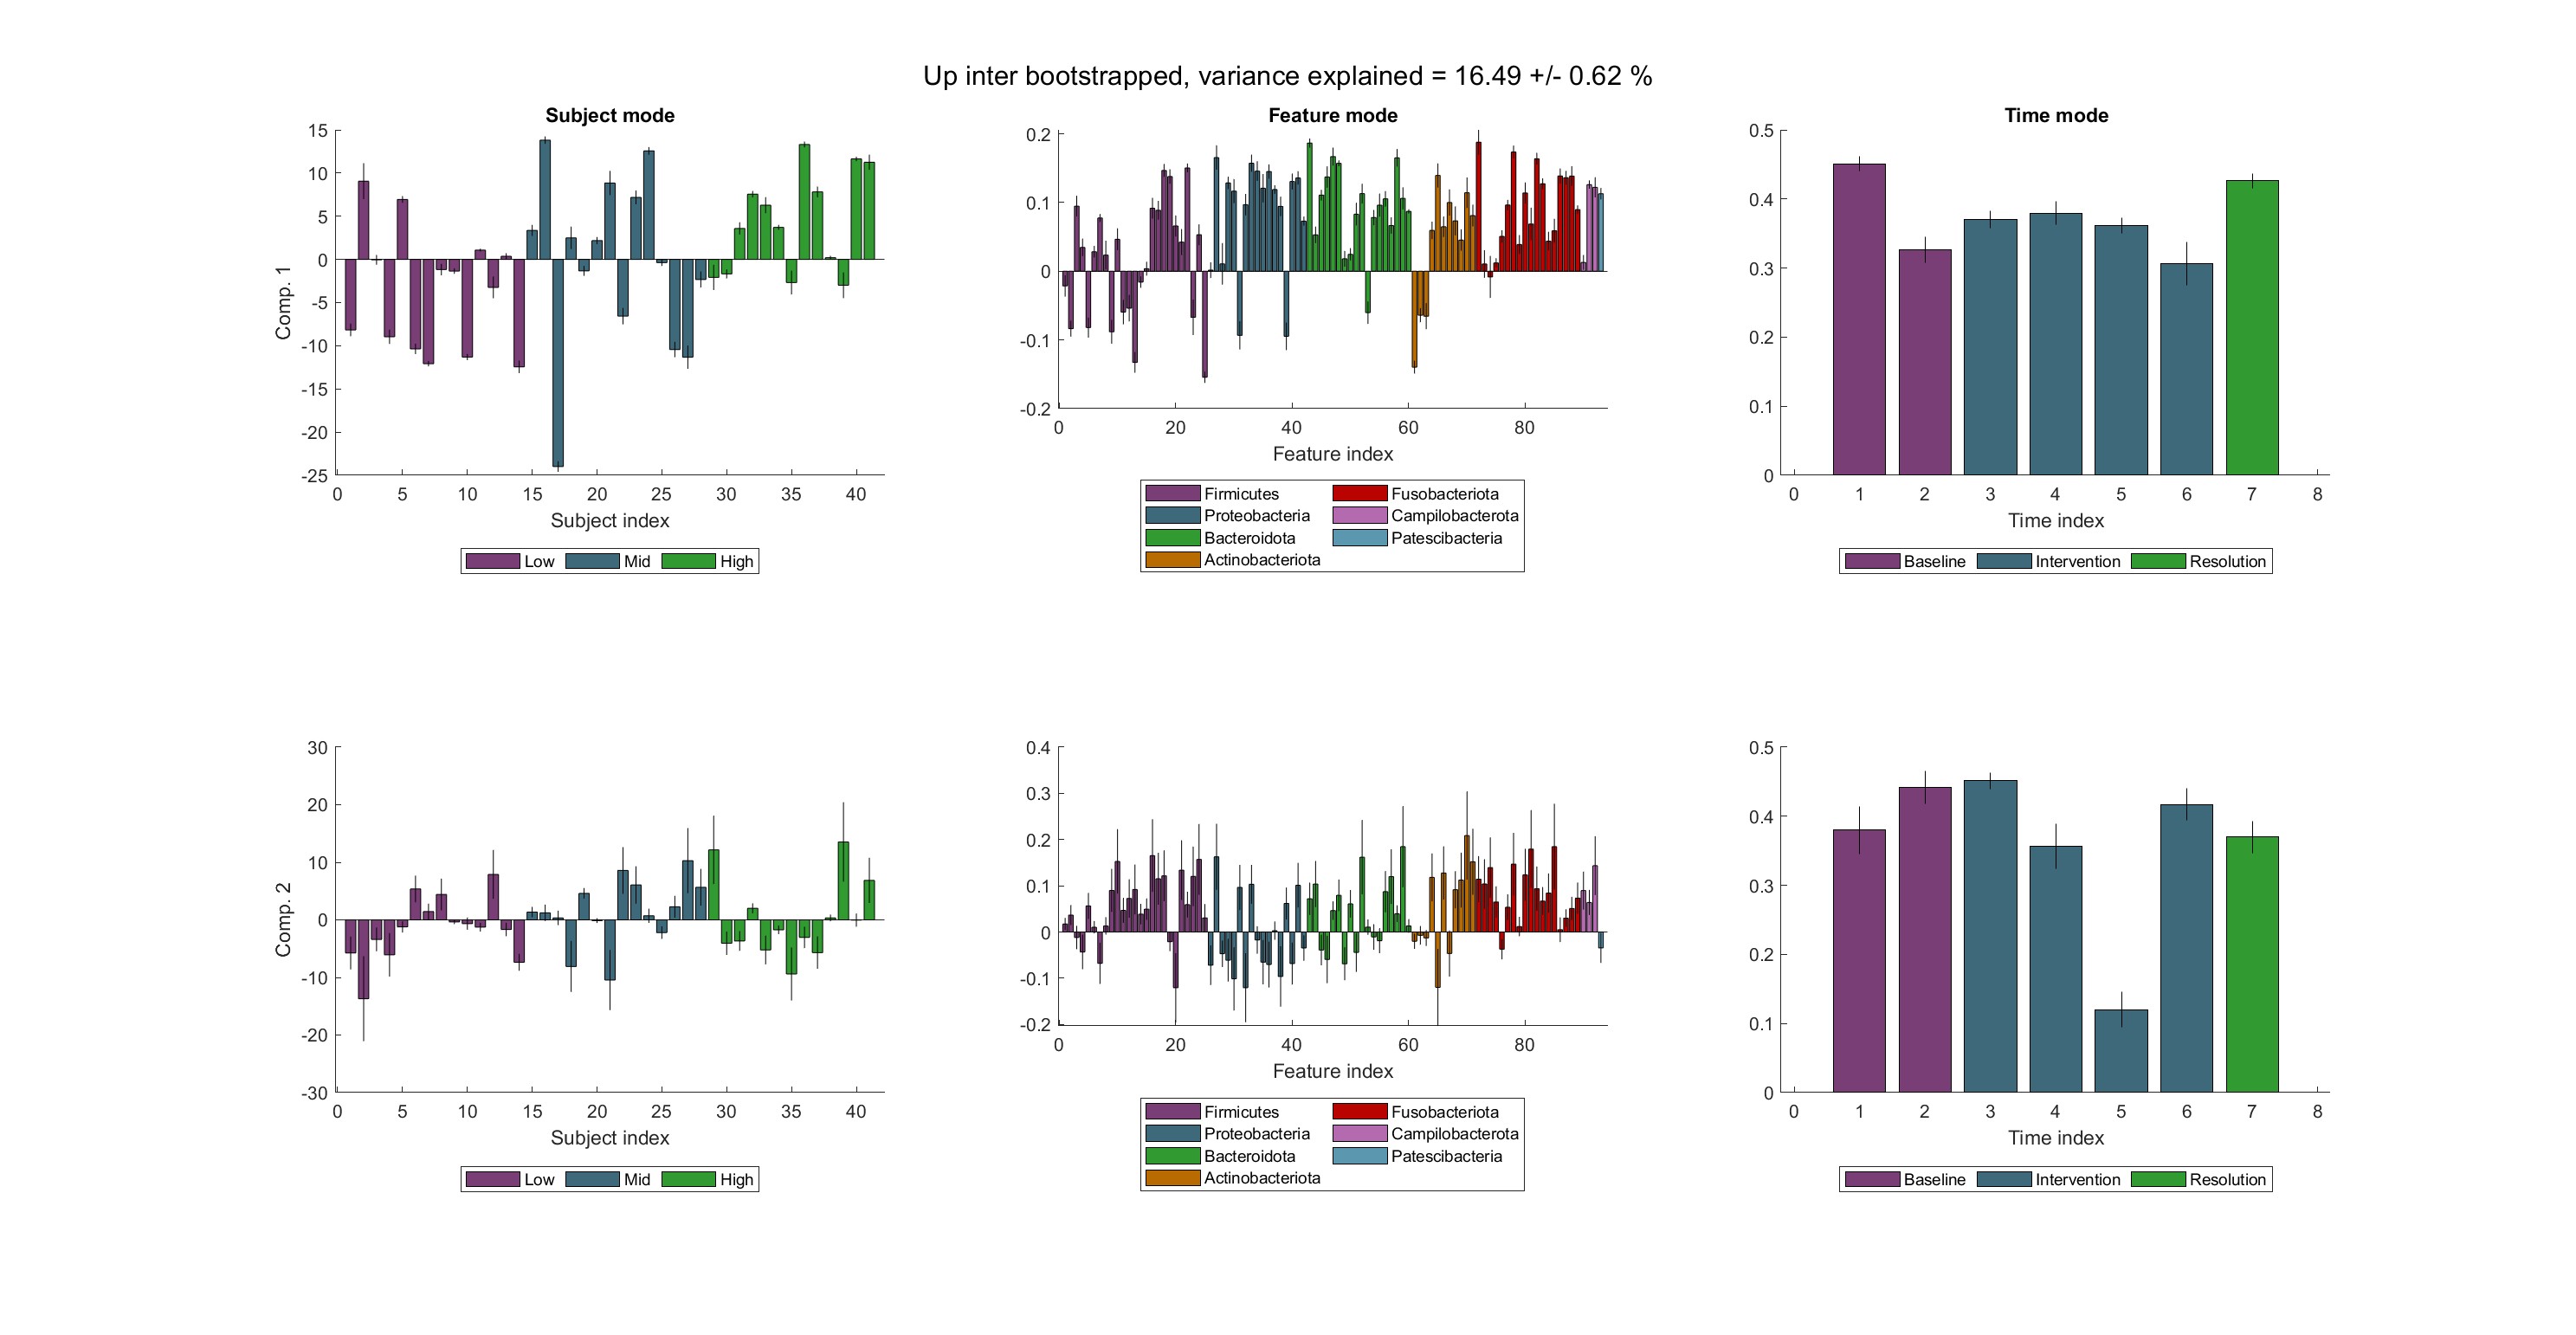 Up inter bootstrapped, variance explained = 16.49 +/- 0.62 %
Subject mode
Comp. 1
15
10
5
0
-5
-10
-15
-20
-25
0 5 10 15 20 25 30 35 40
Subject index
Low Mid High
Feature mode
0.2
0.1
0
-0.1
-0.2
0 20 40 60 80
Feature index
Firmicutes Fusobacteriota
Proteobacteria Campilobacterota
Bacteroidota Patescibacteria
Actinobacteriota
Time mode
0.5
0.4
0.3
0.2
0.1
0
0 1 2 3 4 5 6 7 8
Time index
Baseline Intervention Resolution
Comp. 2
30
20
10
0
-10
-20
-30
0 5 10 15 20 25 30 35 40
Subject index
Low Mid High
0.4
0.3
0.2
0.1
0
-0.1
-0.2
0 20 40 60 80
Feature index
Firmicutes Fusobacteriota
Proteobacteria Campilobacterota
Bacteroidota Patescibacteria
Actinobacteriota
0.5
0.4
0.3
0.2
0.1
0
0 1 2 3 4 5 6 7 8
Time index
Baseline Intervention Resolution